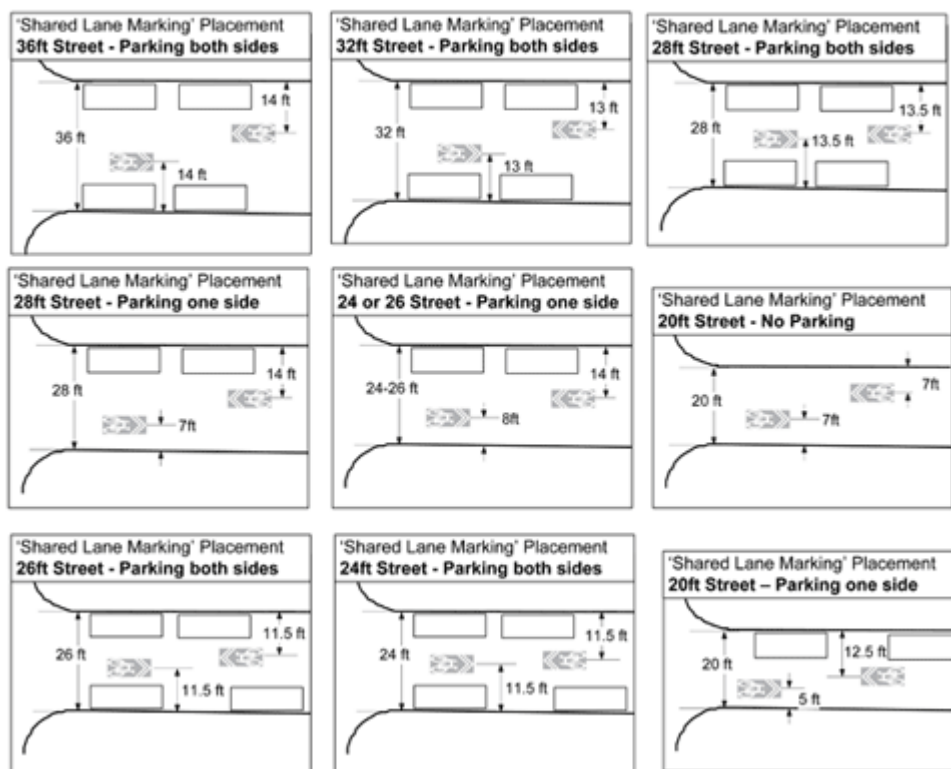 'Shared Lane Marking' Placement
36ft Street - Parking both sides
14 ft
36 ft
14 ft
'Shared Lane Marking' Placement
32ft Street - Parking both sides
13 ft
32 ft
13 ft
'Shared Lane Marking' Placement
28ft Street - Parking both sides
13.5 ft
28 ft
13.5 ft
'Shared Lane Marking' Placement
28ft Street - Parking one side
28 ft
14 ft
7ft
'Shared Lane Marking' Placement
24 or 26 Street - Parking one side
24-26 ft
14 ft
8ft
'Shared Lane Marking' Placement
20ft Street - No Parking
7ft
20 ft
7ft
'Shared Lane Marking' Placement
26ft Street - Parking both sides
11.5 ft
26 ft
11.5 ft
'Shared Lane Marking' Placement
24ft Street - Parking both sides
11.5 ft
24 ft
11.5 ft
'Shared Lane Marking' Placement
20ft Street – Parking one side
20 ft
12.5 ft
5 ft